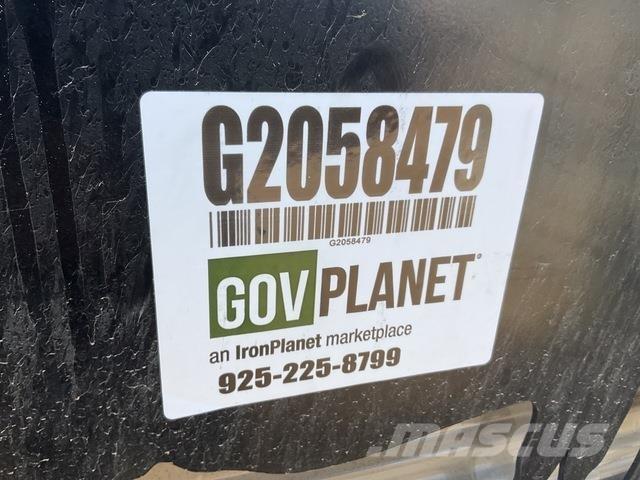 G2058479
G2058479
GOV PLANET®
an IronPlanet marketplace
925-225-8799
MASCUS